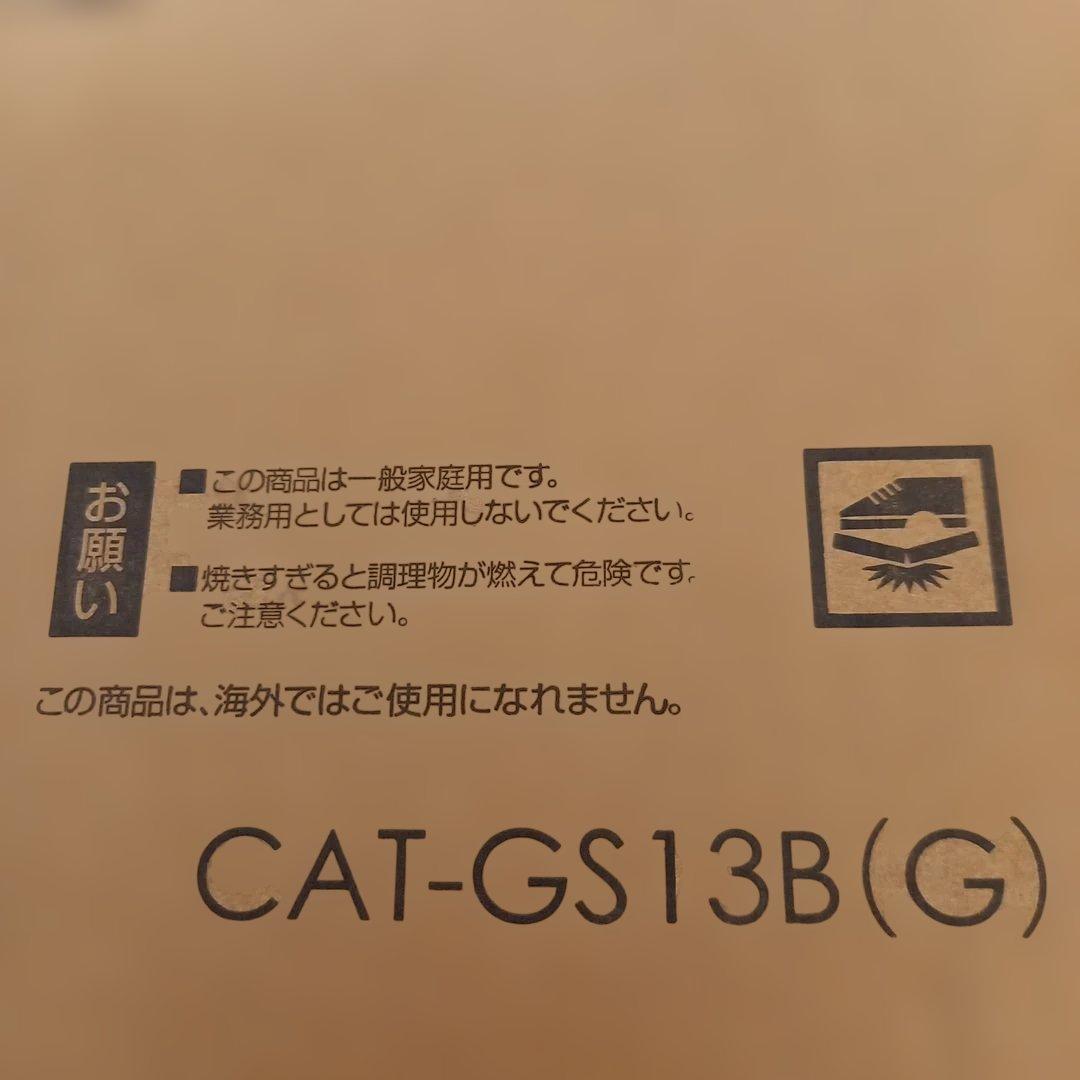 お願い
■この商品は一般家庭用です。
業務用としては使用しないでください。
■焼きすぎると調理物が燃えて危険です。
ご注意ください。
この商品は、海外ではご使用になれません。
CAT-GS13B(G)